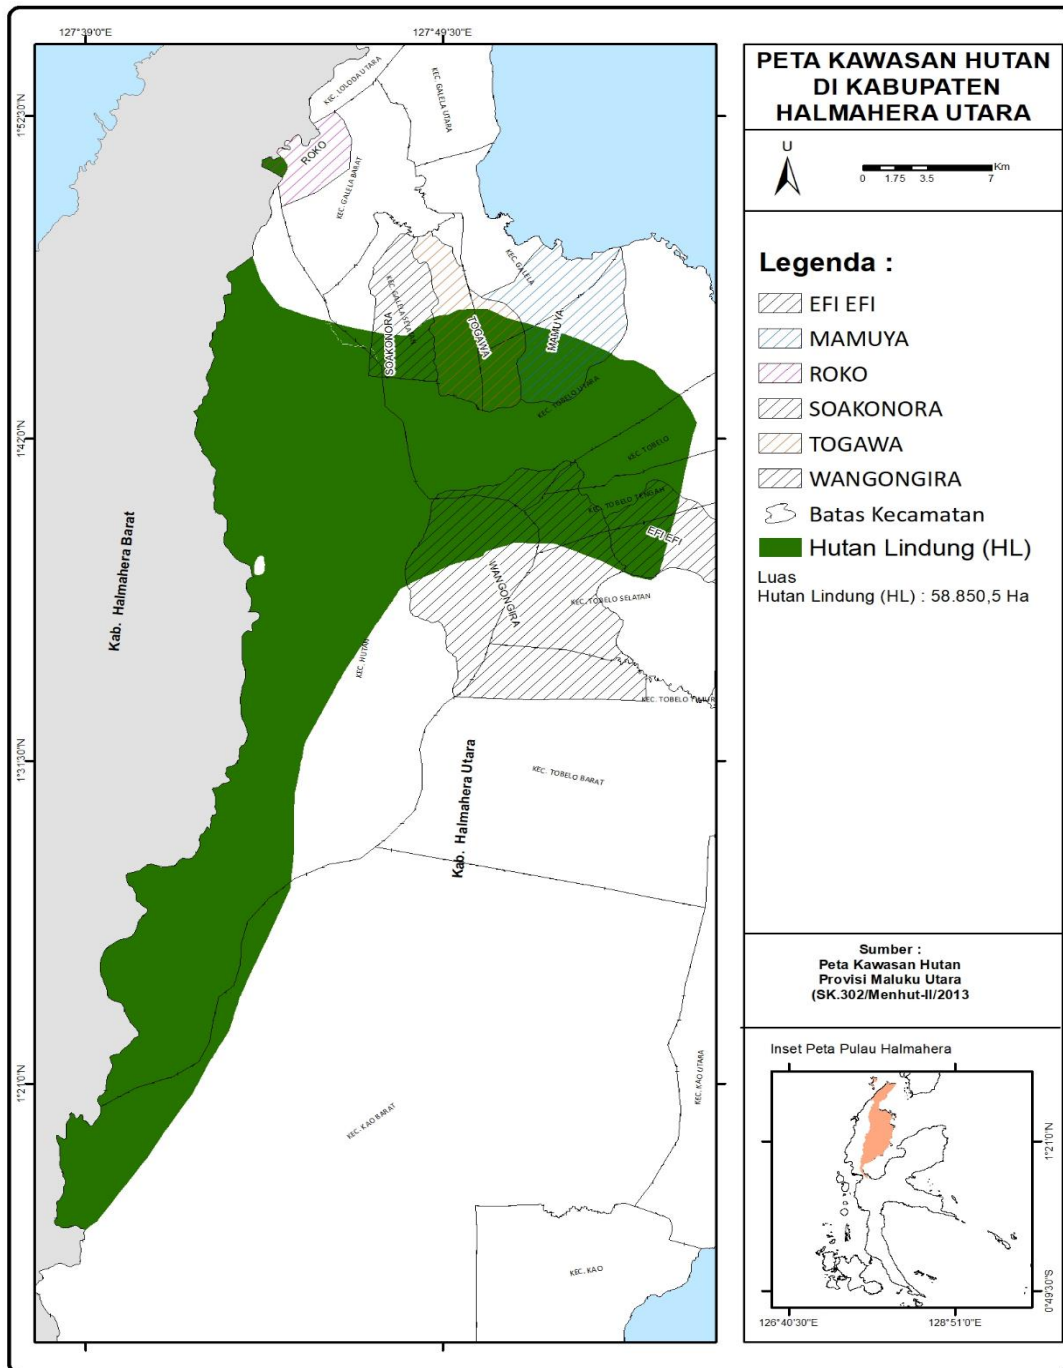 127°39'0"E
127°49'30"E
1°52'30"N
1°42'0"N
1°31'30"N
1°21'0"N
KEC. LOLODA UTARA
KEC. GALELA UTARA
ROKO
KEC. GALELA BARAT
KEC. GALELA
KEC. GALELA SELATAN
SOAKONORA
TOGAWA
MAMUYA
KEC. TOBELO UTARA
KEC. TOBELO
KEC. TOBELO TENGAH
EFI EFI
WANGONGIRA
KEC. TOBELO SELATAN
KEC. HUTAN
KEC. TOBELO TIMUR
Kab. Halmahera Barat
Kab. Halmahera Utara
KEC. TOBELO BARAT
KEC. KAO UTARA
KEC. KAO BARAT
KEC. KAO
PETA KAWASAN HUTAN
DI KABUPATEN
HALMAHERA UTARA
U
0 1.75 3.5 7 Km
Legenda :
EFI EFI
MAMUYA
ROKO
SOAKONORA
TOGAWA
WANGONGIRA
Batas Kecamatan
Hutan Lindung (HL)
Luas
Hutan Lindung (HL) : 58.850,5 Ha
Sumber :
Peta Kawasan Hutan
Provisi Maluku Utara
(SK.302/Menhut-II/2013
Inset Peta Pulau Halmahera
1°21'0"N
0°49'30"S
126°40'30"E
128°51'0"E